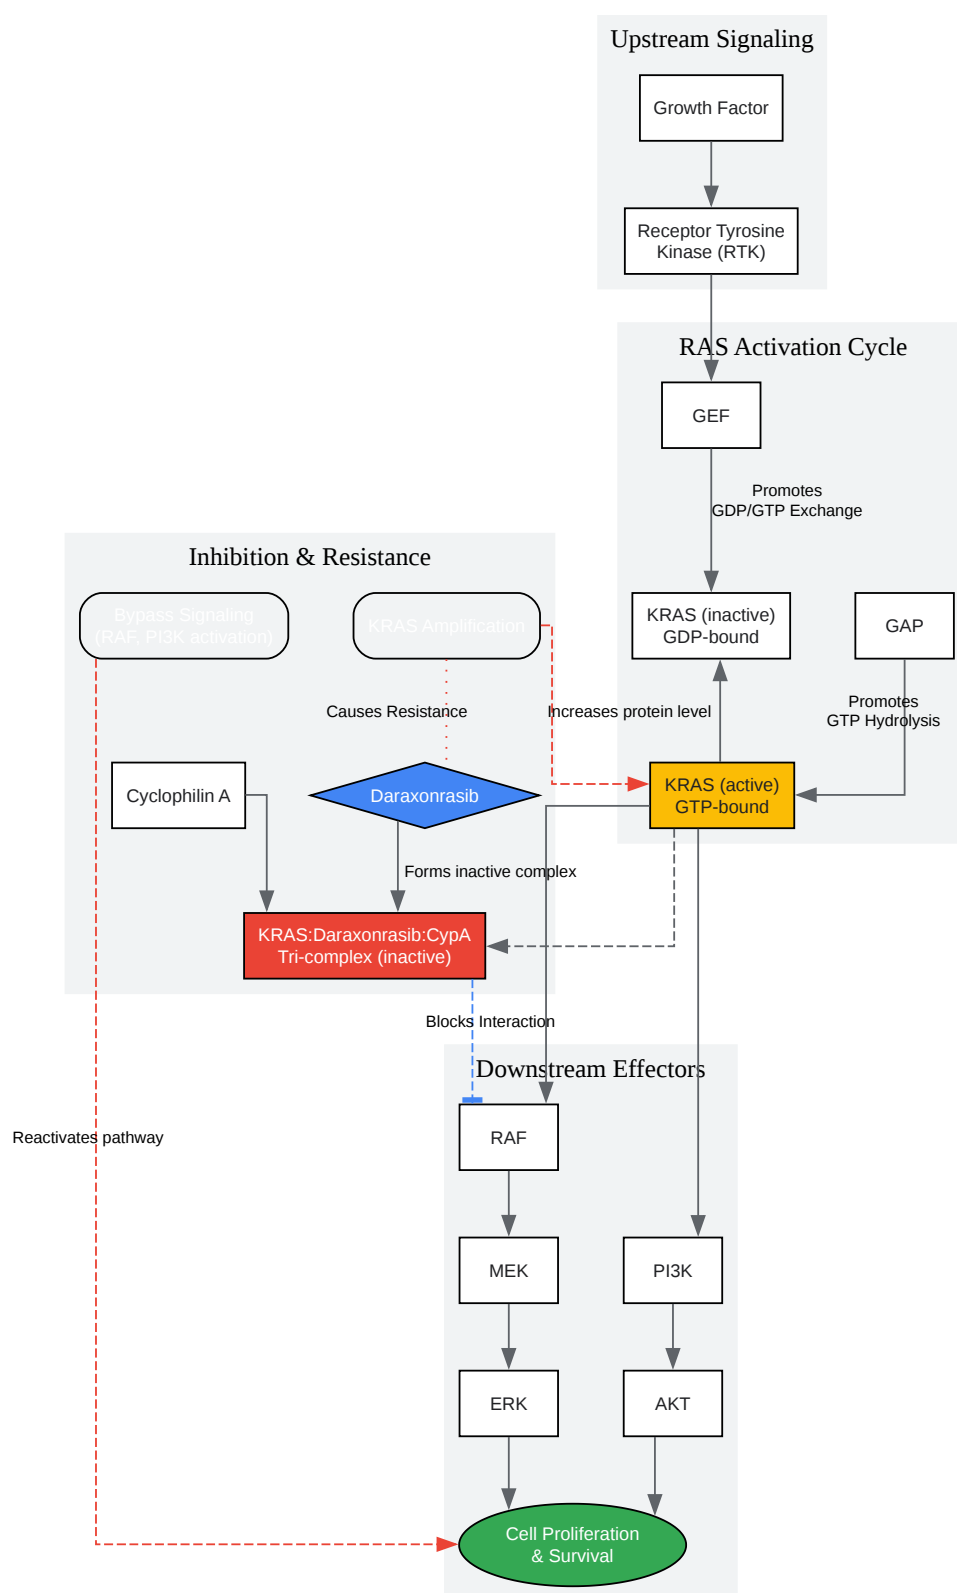 Upstream Signaling
Growth Factor
Receptor Tyrosine
Kinase (RTK)
RAS Activation Cycle
GEF
Promotes
GDP/GTP Exchange
Inhibition & Resistance
Bypass Signaling
(RAF, PI3K activation)
KRAS Amplification
KRAS (inactive)
GDP-bound
GAP
Causes Resistance
Increases protein level
Promotes
GTP Hydrolysis
Cyclophilin A
Daraxonrasib
KRAS (active)
GTP-bound
Forms inactive complex
KRAS:Daraxonrasib:CypA
Tri-complex (inactive)
Blocks Interaction
Downstream Effectors
RAF
Reactivates pathway
MEK
PI3K
ERK
AKT
Cell Proliferation
& Survival